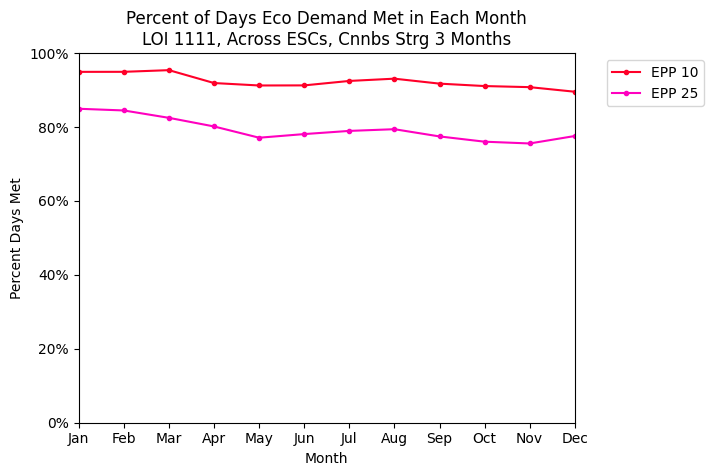 Percent of Days Eco Demand Met in Each Month
LOI 1111, Across ESCs, Cnnbs Strg 3 Months
EPP 10
EPP 25
Percent Days Met
100%
80%
60%
40%
20%
0%
Jan Feb Mar Apr May Jun Jul Aug Sep Oct Nov Dec
Month